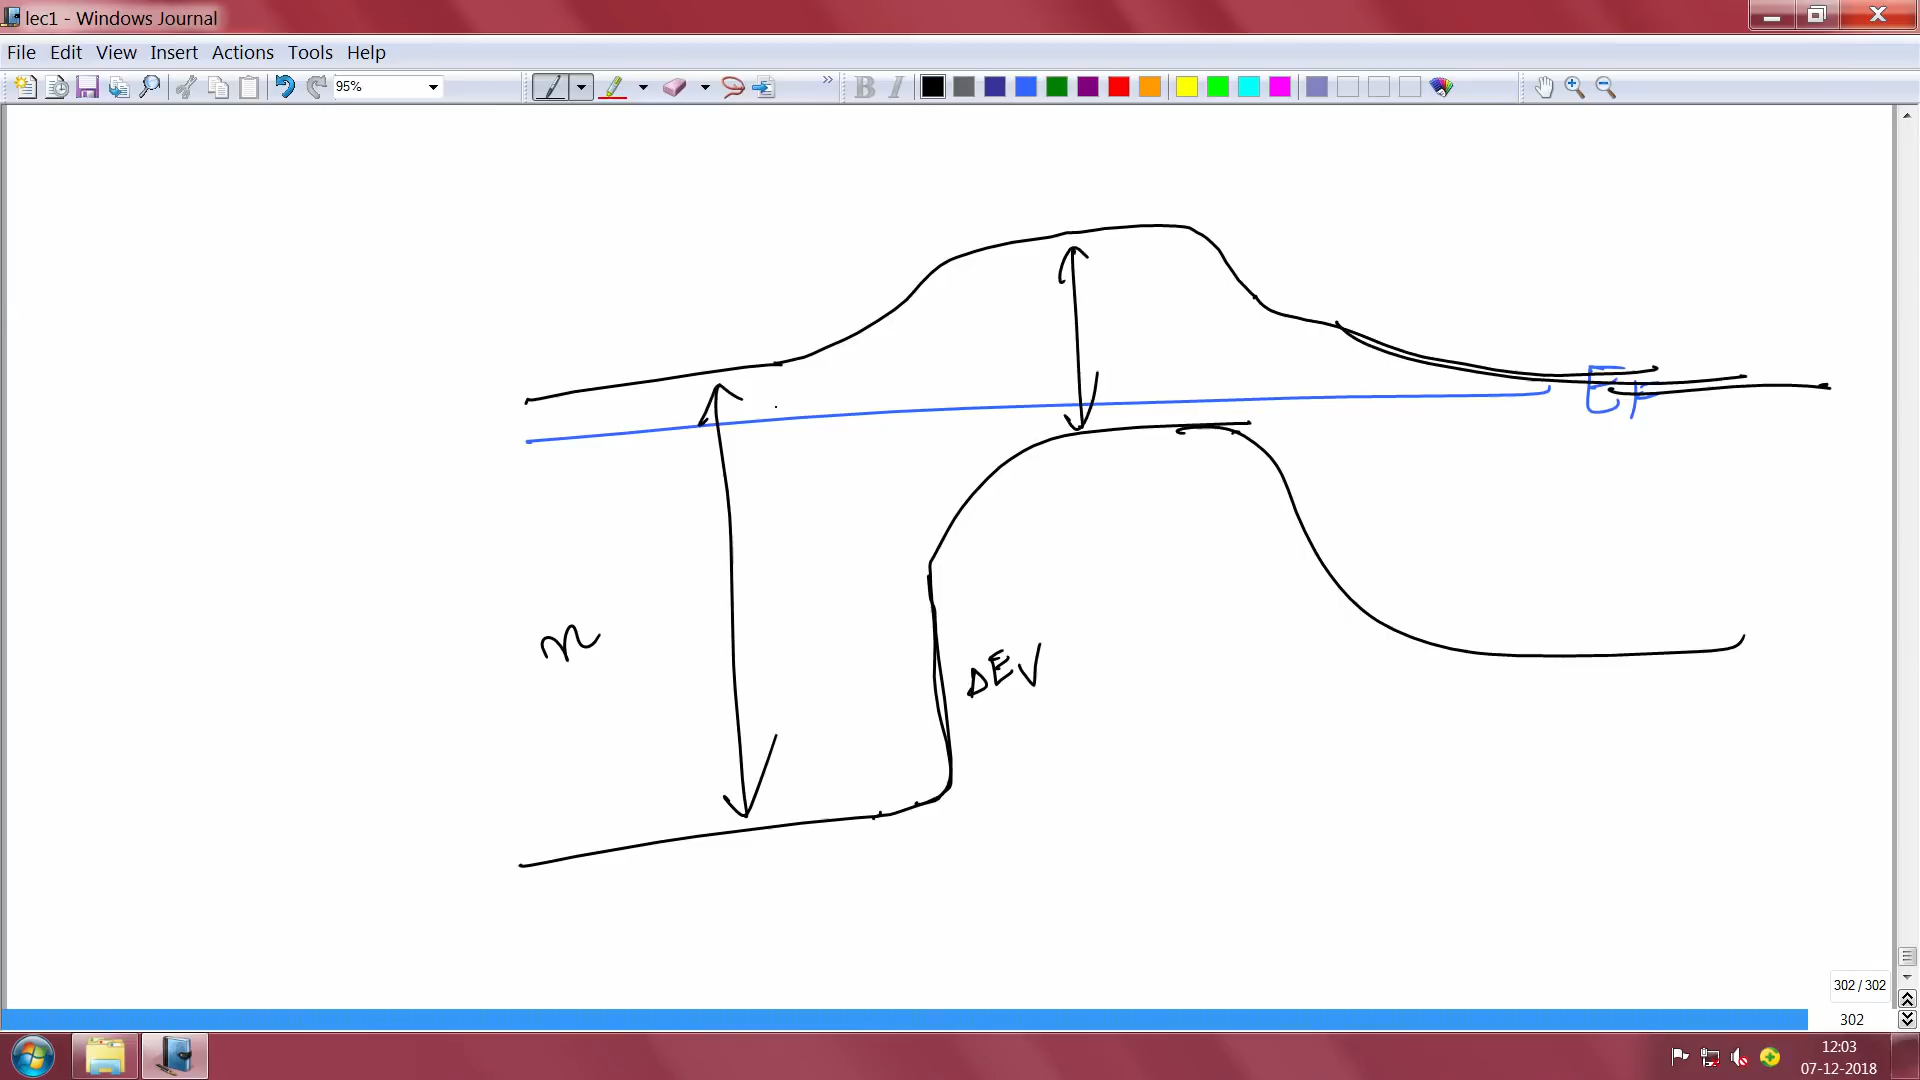 lec1 - Windows Journal
File Edit View Insert Actions Tools Help
95%
B I
EF
n
ΔEV
302 / 302
302
12:03
07-12-2018